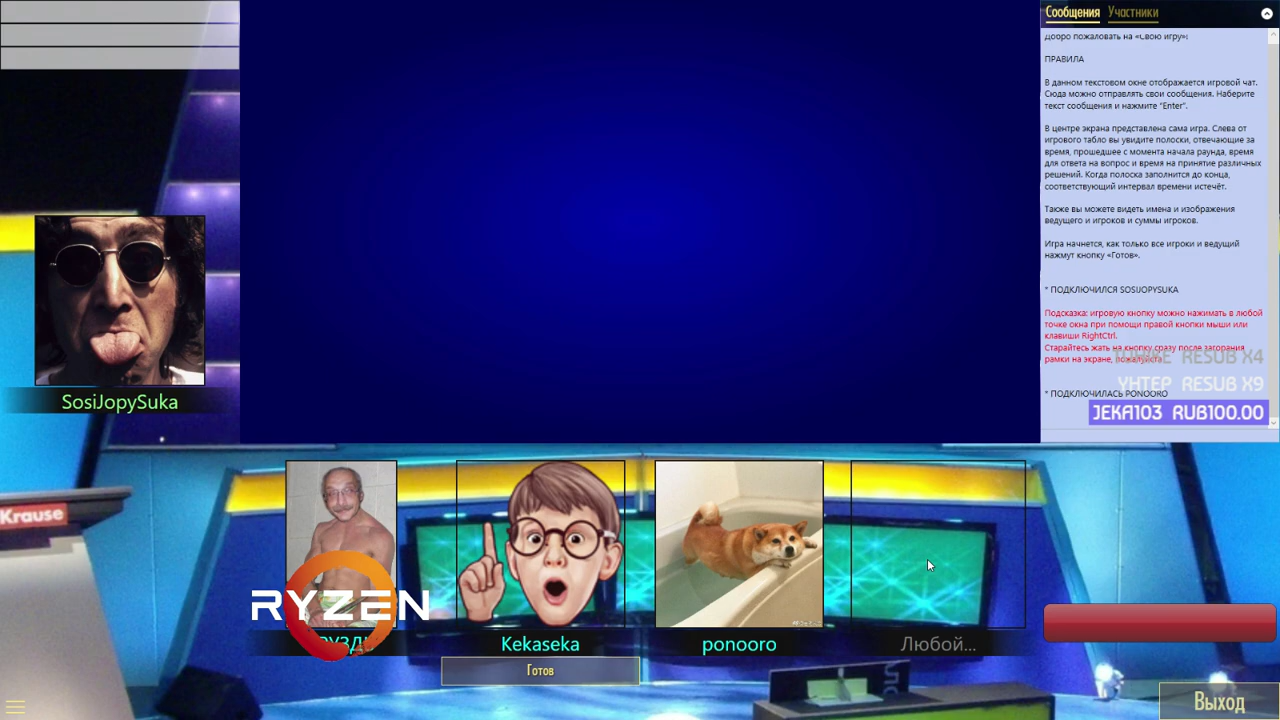 Сообщения Участники
Добро пожаловать на «Свою игру»!
ПРАВИЛА
В данном текстовом окне отображается игровой чат.
Сюда можно отправлять свои сообщения. Наберите
текст сообщения и нажмите "Enter".
В центре экрана представлена сама игра. Слева от
игрового табло вы увидите полоски, отвечающие за
время, прошедшее с момента начала раунда, время
для ответа на вопрос и время на принятие различных
решений. Когда полоска заполнится до конца,
соответствующий интервал времени истечёт.
Также вы можете видеть имена и изображения
ведущего и игроков и суммы игроков.
Игра начнется, как только все игроки и ведущий
нажмут кнопку «Готов».
* ПОДКЛЮЧИЛСЯ SOSIJOPYSUKA
Подсказка: игровую кнопку можно нажимать в любой
точке окна при помощи правой кнопки мыши или
клавиши RightCtrl.
Старайтесь жать на кнопку сразу после загорания
рамки на экране, пожалуйста.
RESUB X4
УНТЕР RESUB X9
* ПОДКЛЮЧИЛАСЬ PONOORO
JEKA103 RUB100.00
SosiJopySuka
Krause
RYZEN
Kekaseka
ponooro
Любой...
Готов
Выход